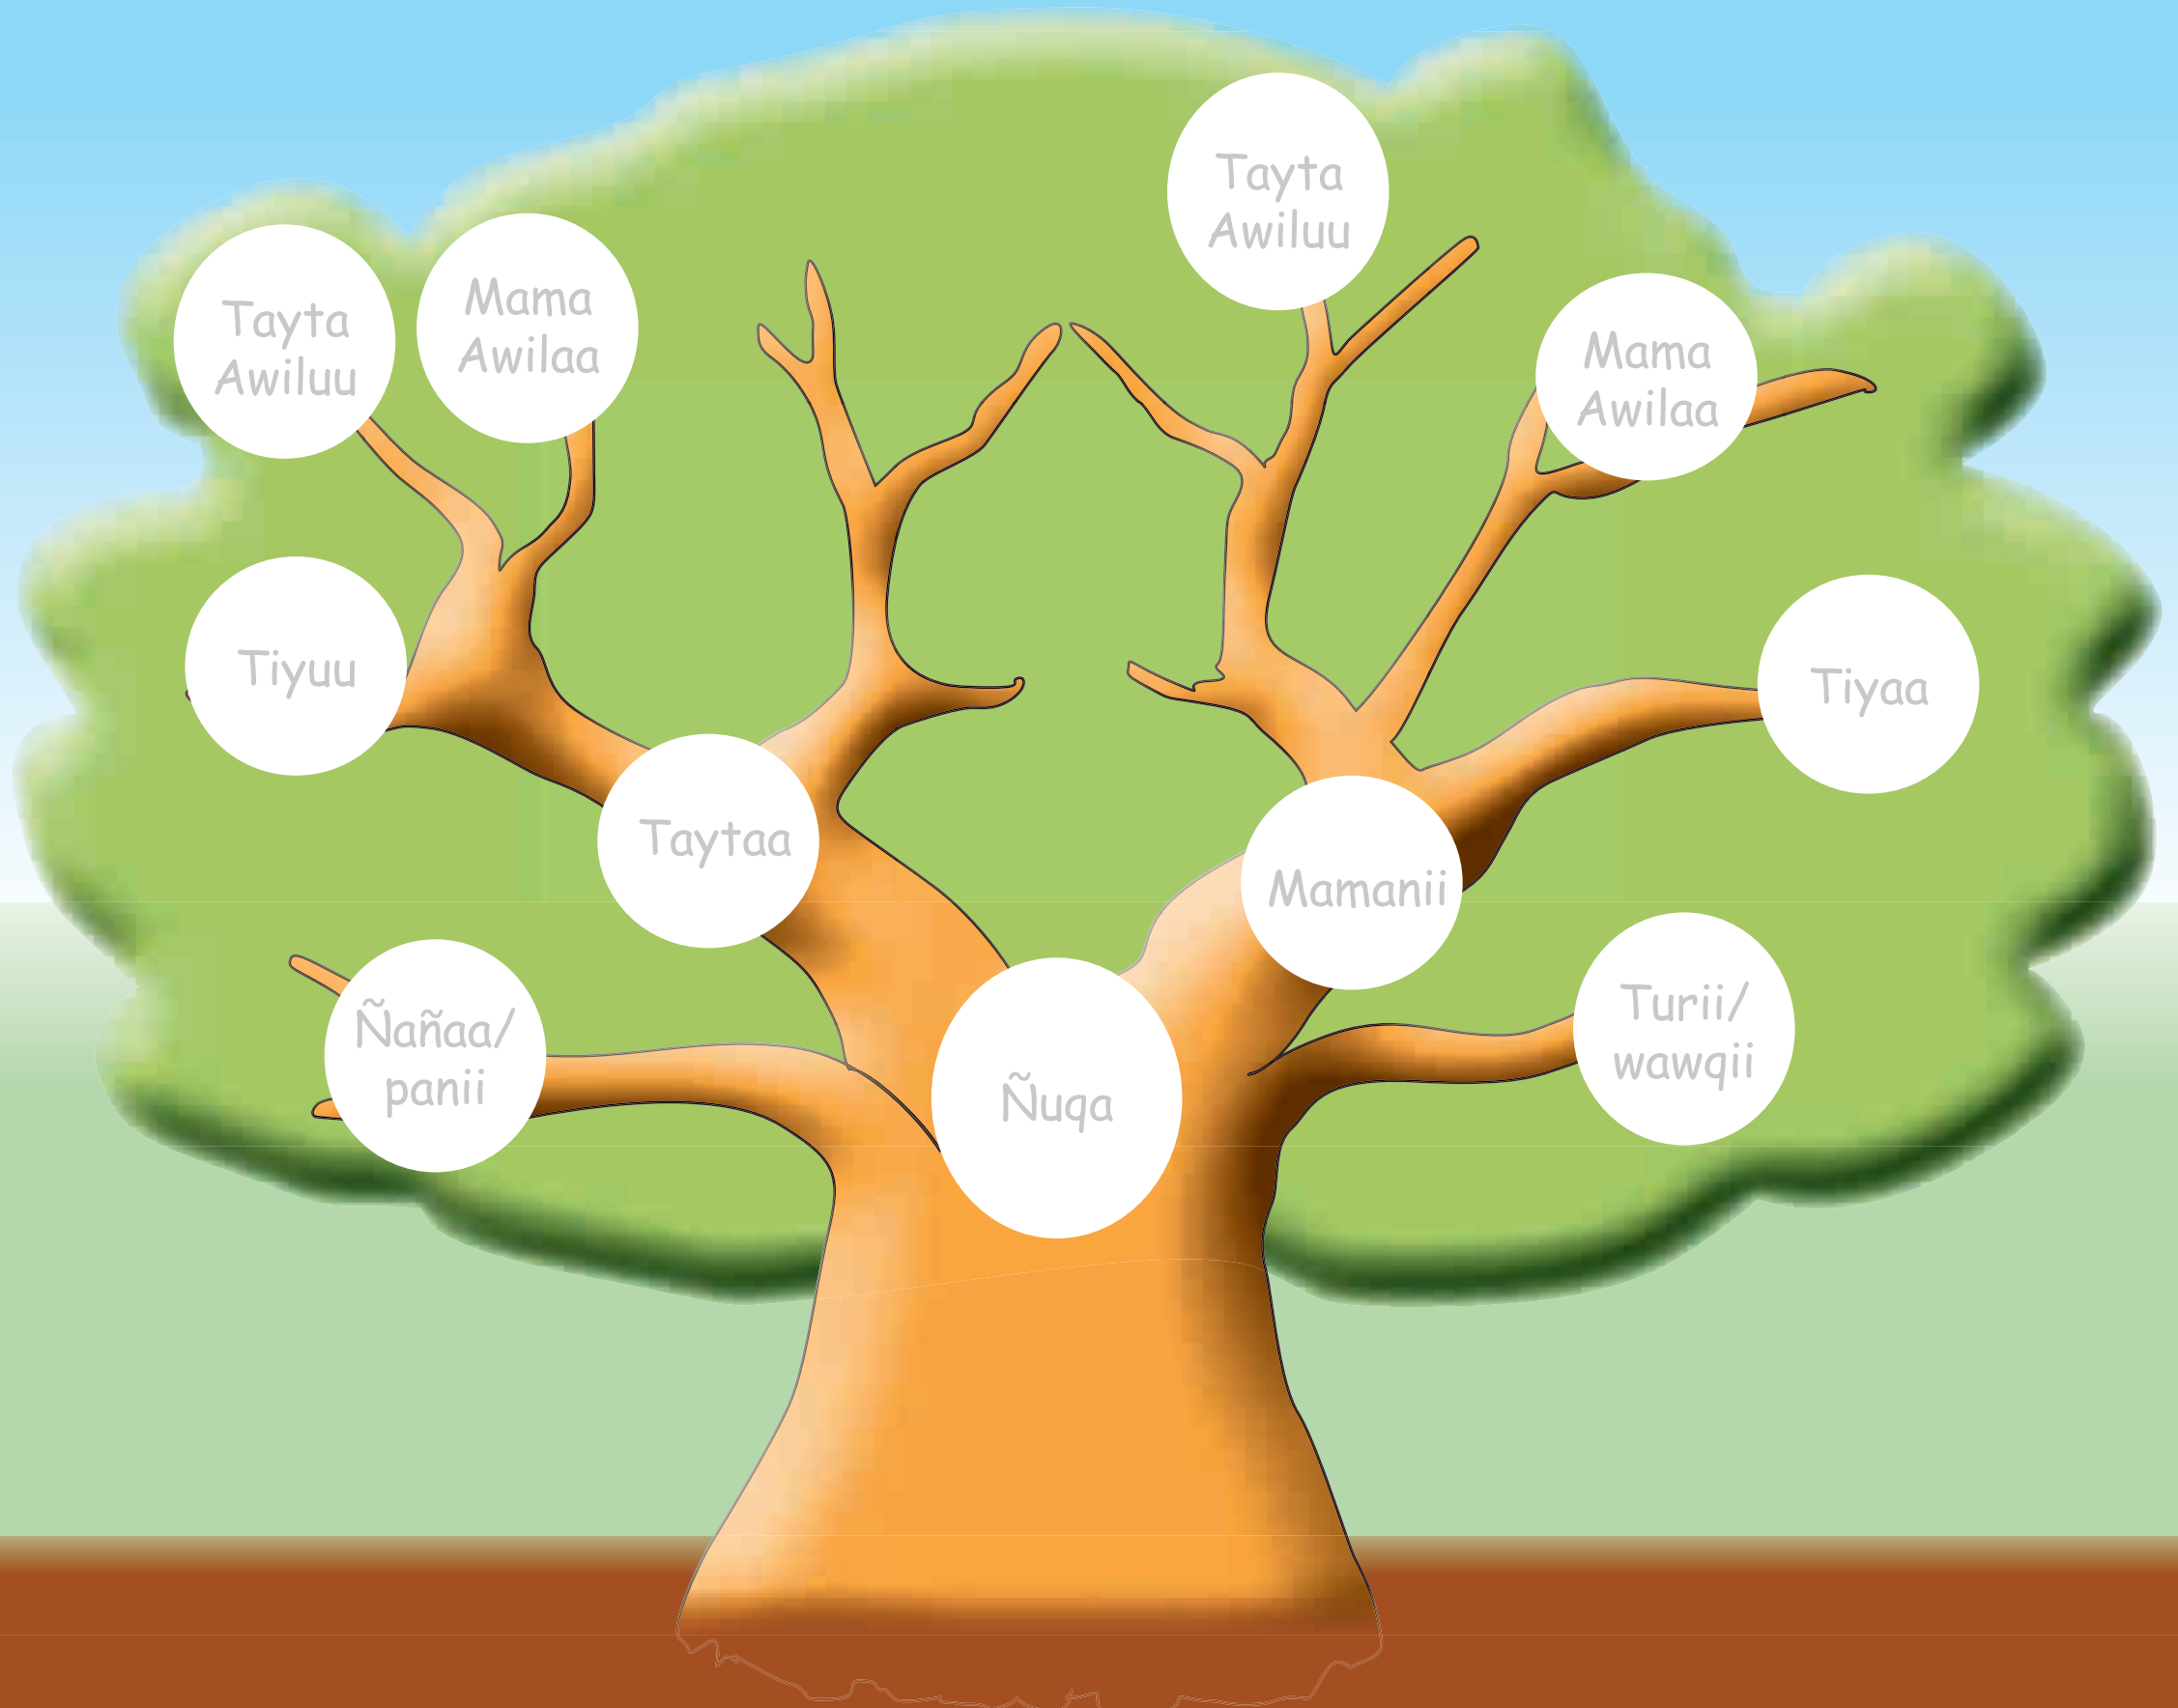 Tayta
Awiluu
Tayta
Awiluu
Mama
Awilaa
Mama
Awilaa
Tiyuu
Tiyaa
Taytaa
Mamanii
Ñañaa/
panii
Ñuqa
Turii/
wawqii